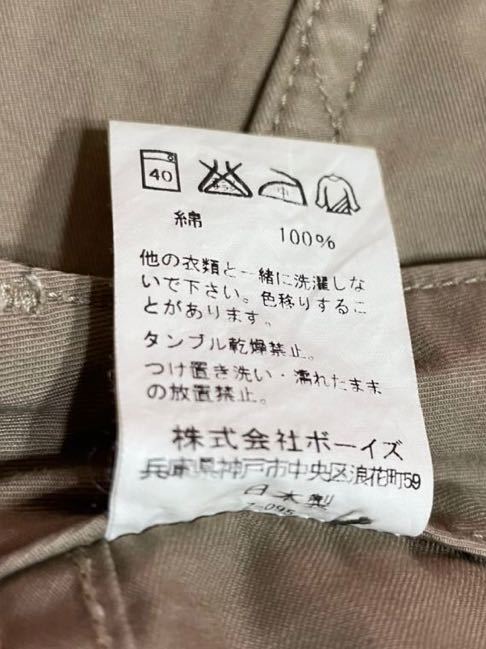 40
綿 100%
他の衣類と一緒に洗濯しな
いで下さい。色移りするこ
とがあります。
タンブル乾燥禁止。
つけ置き洗い・濡れたまま
の放置禁止。
株式会社ボーイズ
兵庫県神戸市中央区浪花町59
日本製